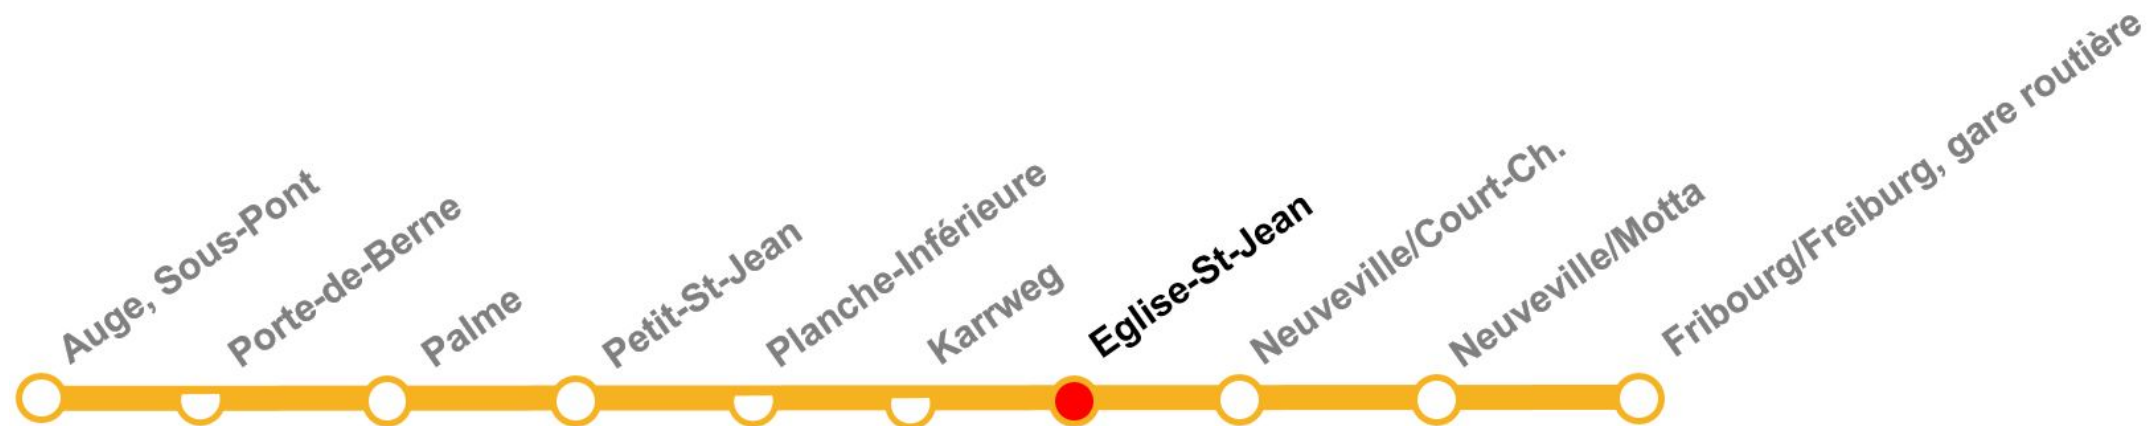 Auge, Sous-Pont
Porte-de-Berne
Palme
Petit-St-Jean
Planche-Inférieure
Karrweg
Eglise-St-Jean
Neuveville/Court-Ch.
Neuveville/Motta
Fribourg/Freiburg, gare routière